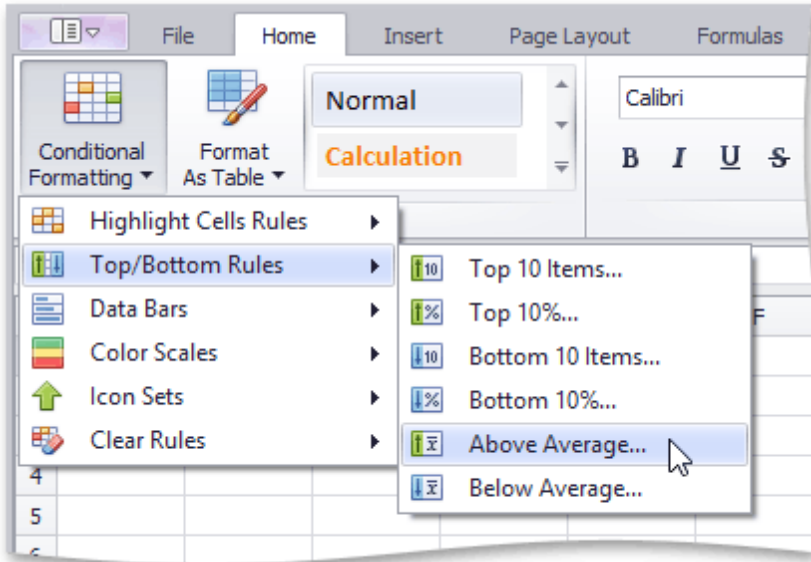 File Home Insert Page Layout Formulas
Normal
Calibri
Conditional
Formatting
Format
As Table
Calculation
B I U S
Highlight Cells Rules
Top/Bottom Rules
Data Bars
Color Scales
Icon Sets
Clear Rules
10 Top 10 Items...
% Top 10%...
10 Bottom 10 Items...
% Bottom 10%...
x Above Average...
x Below Average...
F
4
5